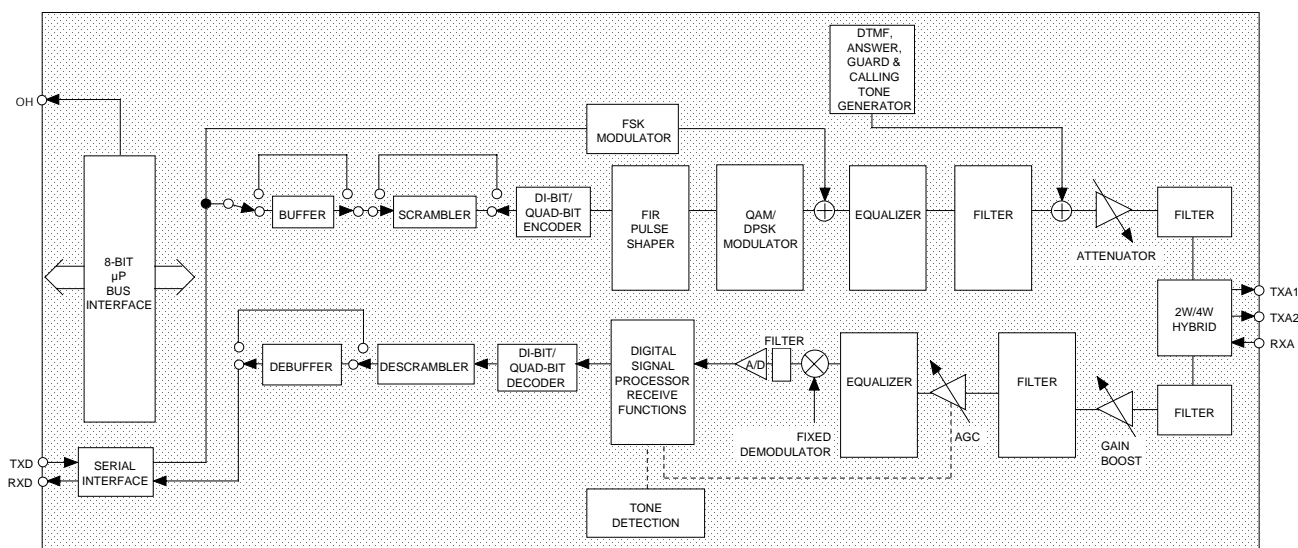 DTMF,
ANSWER,
GUARD &
CALLING
TONE
GENERATOR
OH
FSK
MODULATOR
BUFFER
SCRAMBLER
DI-BIT/
QUAD-BIT
ENCODER
FIR
PULSE
SHAPER
QAM/
DPSK
MODULATOR
EQUALIZER
FILTER
ATTENUATOR
FILTER
8-BIT
µP
BUS
INTERFACE
2W/4W
HYBRID
TXA1
TXA2
RXA
DEBUFFER
DESCRAMBLER
DI-BIT/
QUAD-BIT
DECODER
DIGITAL
SIGNAL
PROCESSOR
RECEIVE
FUNCTIONS
A/D
FILTER
FIXED
DEMODULATOR
EQUALIZER
AGC
FILTER
GAIN
BOOST
FILTER
TXD
RXD
SERIAL
INTERFACE
TONE
DETECTION